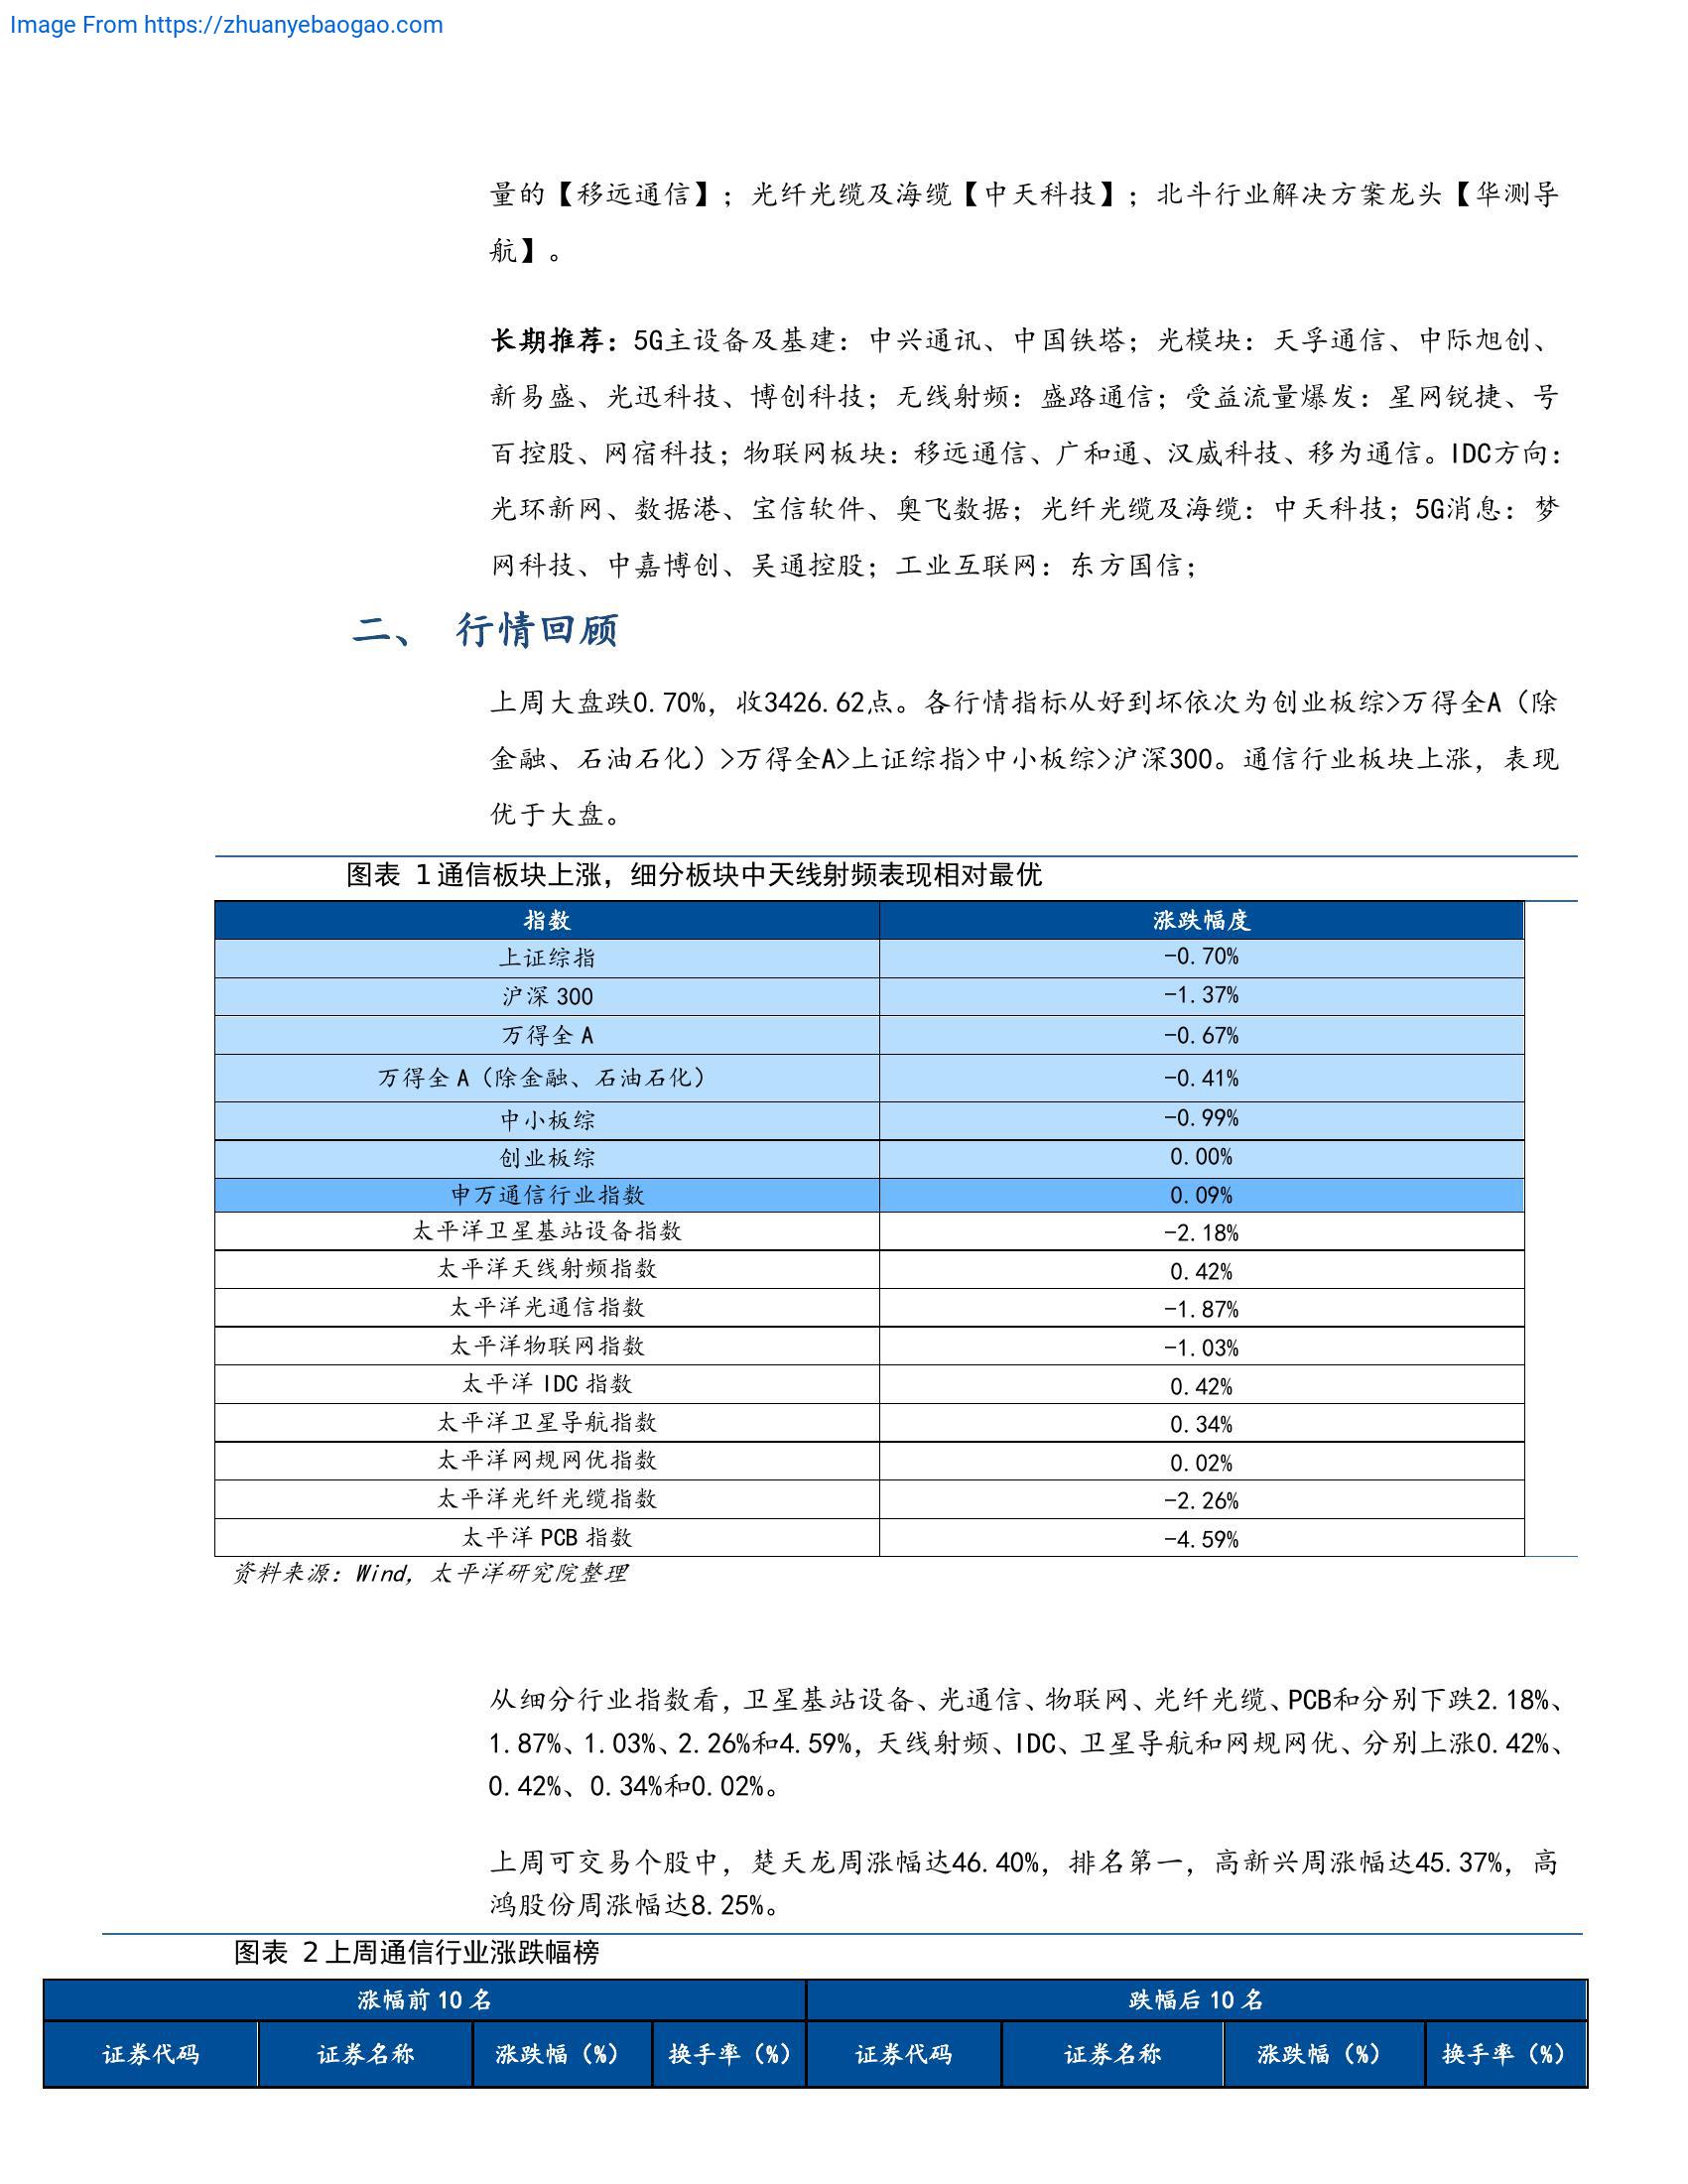 Image From https://zhuanyebaogao.com
量的【移远通信】；光纤光缆及海缆【中天科技】；北斗行业解决方案龙头【华测导
航】。
长期推荐：5G主设备及基建：中兴通讯、中国铁塔；光模块：天孚通信、中际旭创、
新易盛、光迅科技、博创科技；无线射频：盛路通信；受益流量爆发：星网锐捷、号
百控股、网宿科技；物联网板块：移远通信、广和通、汉威科技、移为通信。IDC方向：
光环新网、数据港、宝信软件、奥飞数据；光纤光缆及海缆：中天科技；5G消息：梦
网科技、中嘉博创、吴通控股；工业互联网：东方国信；
二、 行情回顾
上周大盘跌0.70%，收3426.62点。各行情指标从好到坏依次为创业板综>万得全A（除
金融、石油石化）>万得全A>上证综指>中小板综>沪深300。通信行业板块上涨，表现
优于大盘。
图表 1 通信板块上涨，细分板块中天线射频表现相对最优
指数 涨跌幅度
上证综指 -0.70%
沪深 300 -1.37%
万得全 A -0.67%
万得全 A（除金融、石油石化） -0.41%
中小板综 -0.99%
创业板综 0.00%
申万通信行业指数 0.09%
太平洋卫星基站设备指数 -2.18%
太平洋天线射频指数 0.42%
太平洋光通信指数 -1.87%
太平洋物联网指数 -1.03%
太平洋 IDC 指数 0.42%
太平洋卫星导航指数 0.34%
太平洋网规网优指数 0.02%
太平洋光纤光缆指数 -2.26%
太平洋 PCB 指数 -4.59%
资料来源：Wind，太平洋研究院整理
从细分行业指数看，卫星基站设备、光通信、物联网、光纤光缆、PCB和分别下跌2.18%、
1.87%、1.03%、2.26%和4.59%，天线射频、IDC、卫星导航和网规网优、分别上涨0.42%、
0.42%、0.34%和0.02%。
上周可交易个股中，楚天龙周涨幅达46.40%，排名第一，高新兴周涨幅达45.37%，高
鸿股份周涨幅达8.25%。
图表 2 上周通信行业涨跌幅榜
涨幅前 10 名 跌幅后 10 名
证券代码 证券名称 涨跌幅（%） 换手率（%） 证券代码 证券名称 涨跌幅（%） 换手率（%）